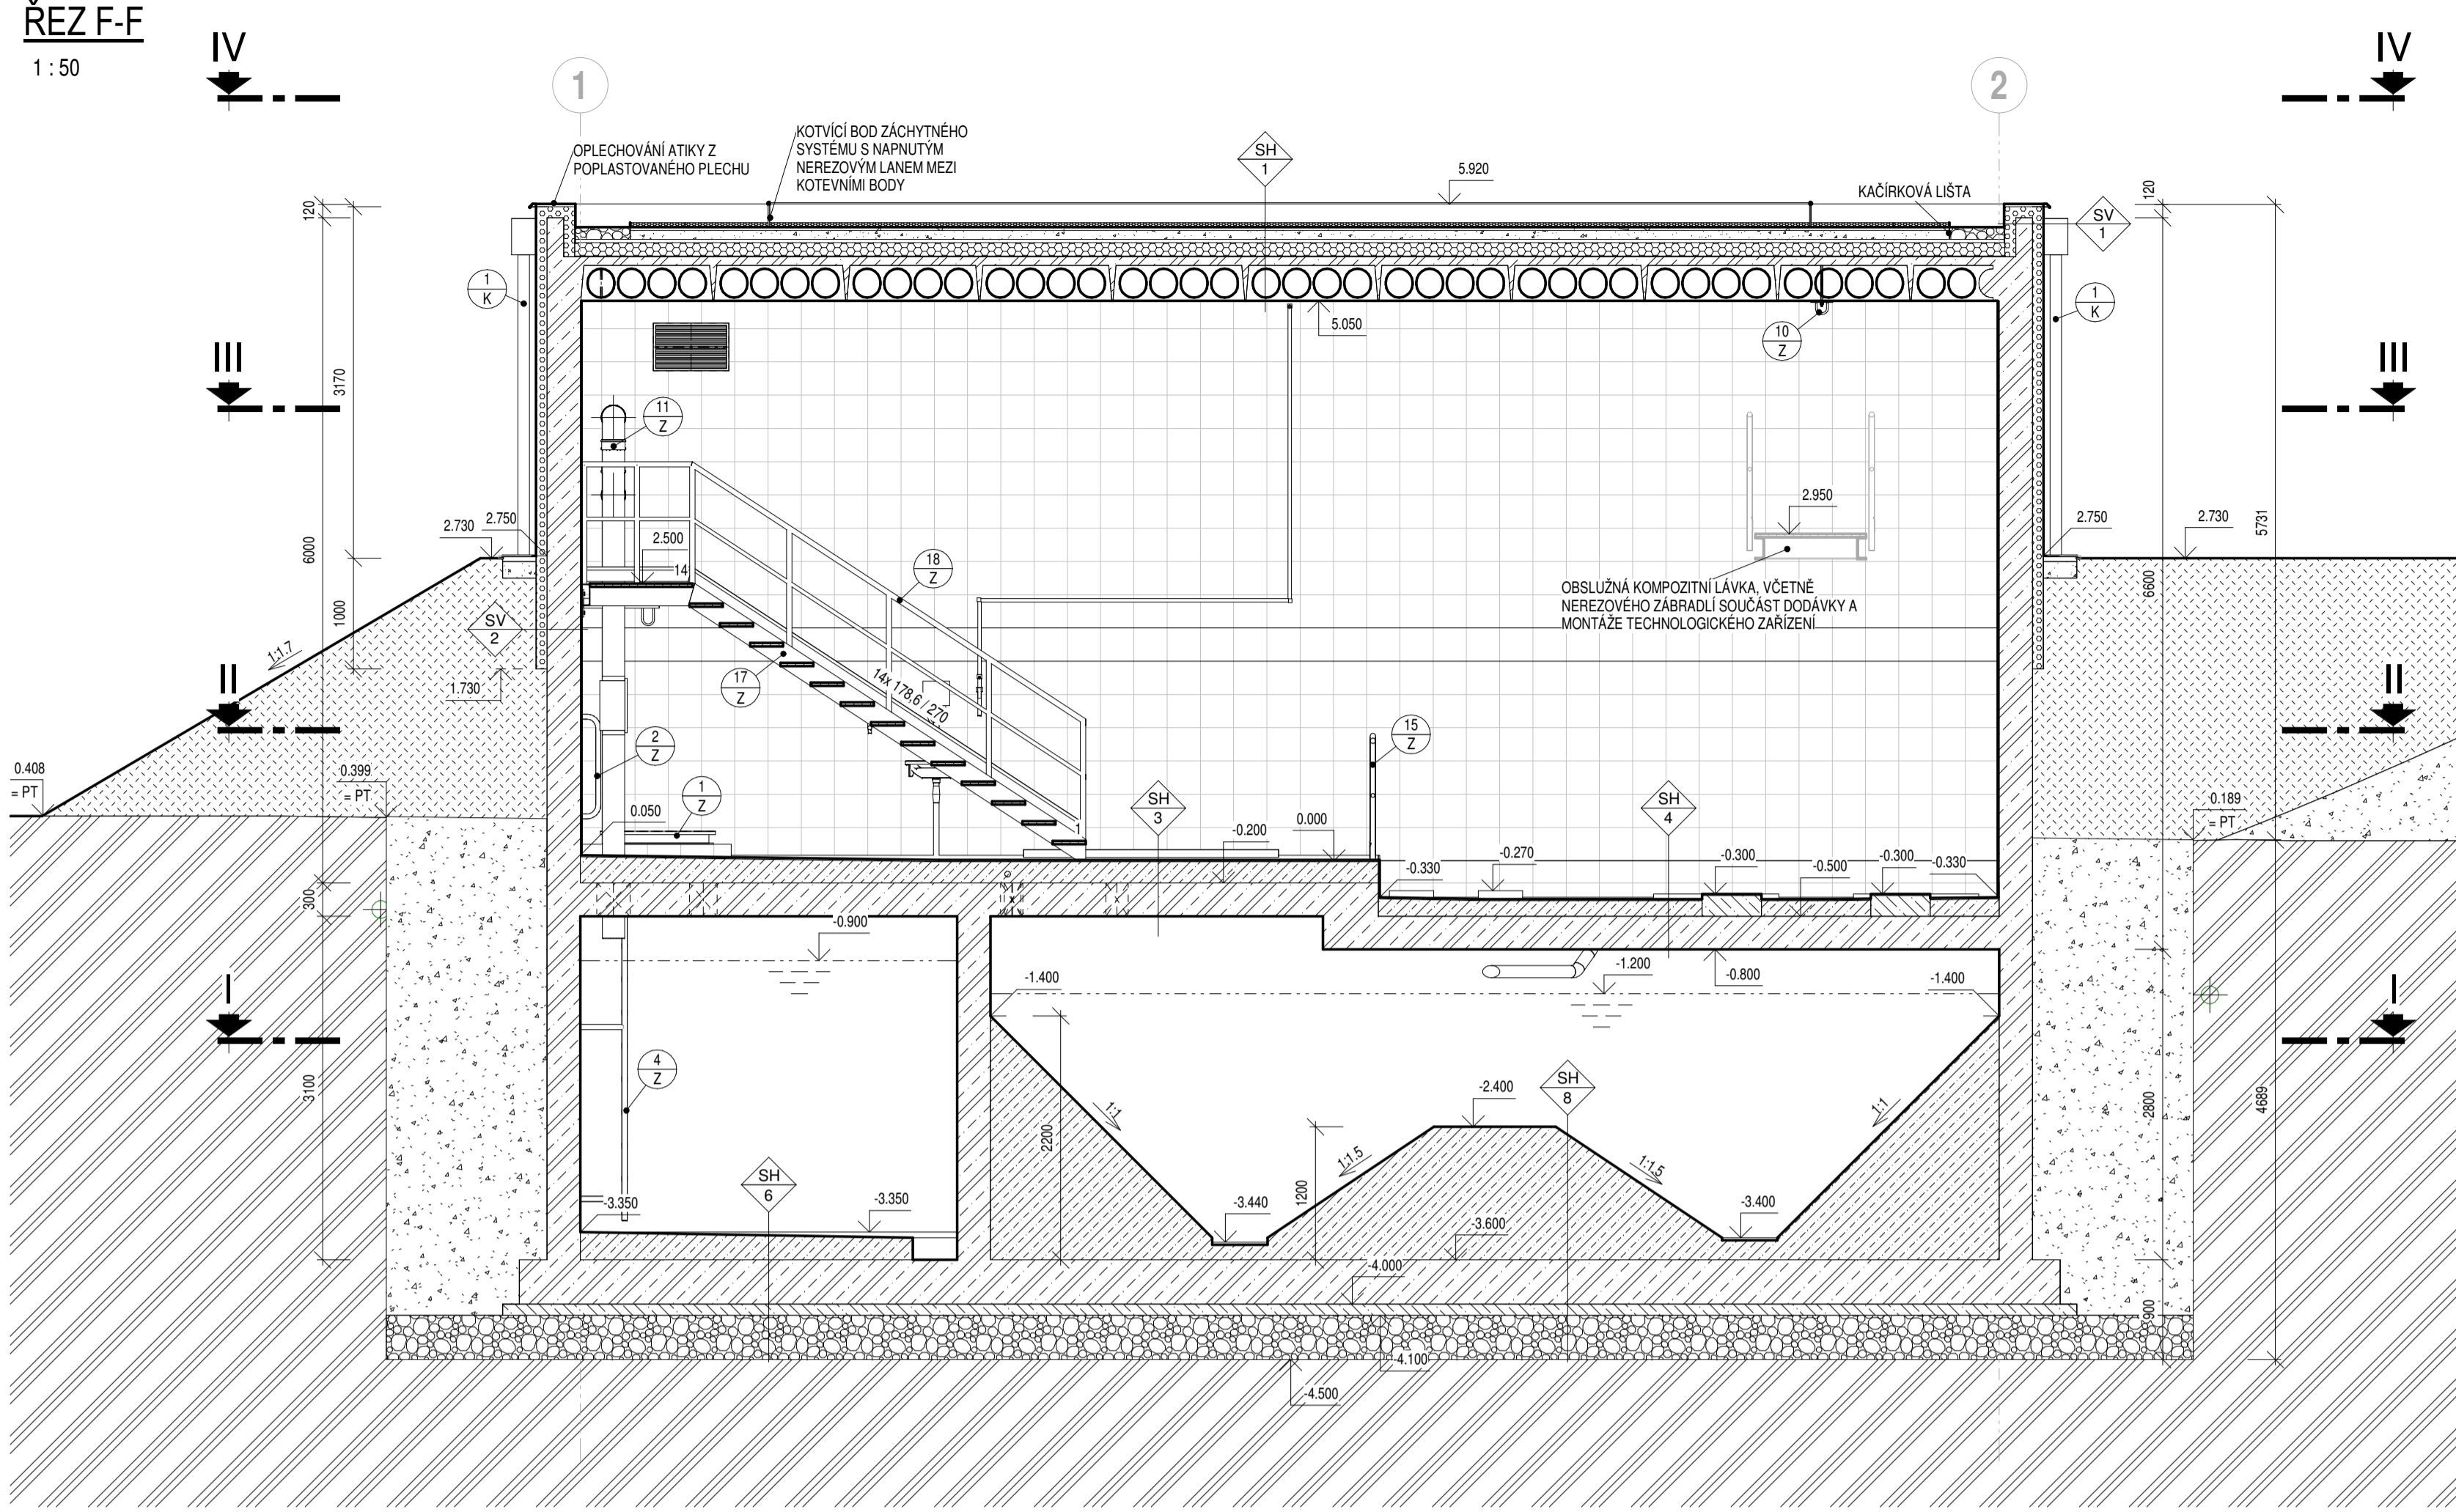 ŘEZ F-F
1 : 50
IV
IV
1
2
OPLECHOVÁNÍ ATIKY Z
POPLASTOVANÉHO PLECHU
KOTVÍCÍ BOD ZÁCHYTNÉHO
SYSTÉMU S NAPNUTÝM
NEREZOVÝM LANEM MEZI
KOTEVNÍMI BODY
SH
1
5.920
KAČÍRKOVÁ LIŠTA
SV
1
120
120
1
K
1
K
5.050
10
Z
III
III
3170
11
Z
2.950
2.730
2.750
2.500
14
18
Z
2.750
2.730
5731
6000
6600
OBSLUŽNÁ KOMPOZITNÍ LÁVKA, VČETNĚ
NEREZOVÉHO ZÁBRADLÍ SOUČÁST DODÁVKY A
MONTÁŽE TECHNOLOGICKÉHO ZAŘÍZENÍ
1000
SV
2
1:1.7
II
II
1.730
17
Z
14x 178.6 / 270
2
Z
15
Z
0.408
= PT
0.399
= PT
1
Z
0.050
SH
3
SH
4
0.189
= PT
-0.200
0.000
1
-0.330
-0.270
-0.300
-0.500
-0.300
-0.330
300
-0.900
-1.400
-1.200
-0.800
-1.400
I
I
3100
4
Z
2200
1:1
-2.400
SH
8
1:1
2800
4689
1:1.5
1:1.5
SH
6
1200
-3.350
-3.350
-3.440
-3.400
-3.600
-4.000
900
-4.100
-4.500